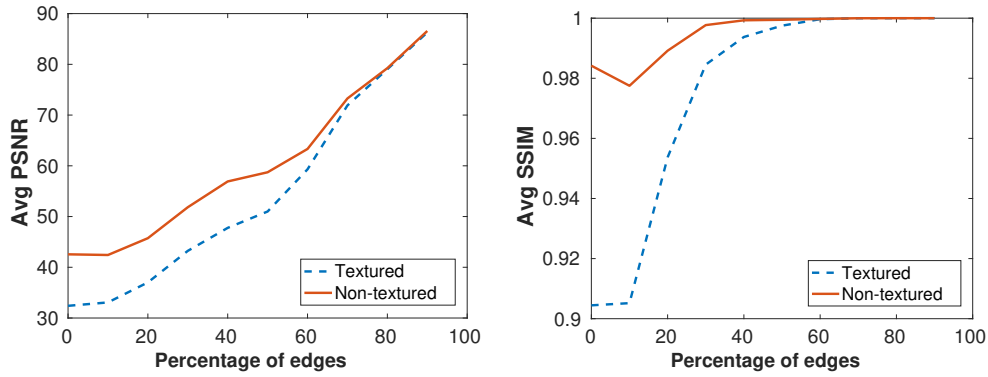 90
80
70
60
50
40
30
0 20 40 60 80 100
Avg PSNR
Percentage of edges
Textured
Non-textured
1
0.98
0.96
0.94
0.92
0.9
0 20 40 60 80 100
Avg SSIM
Percentage of edges
Textured
Non-textured